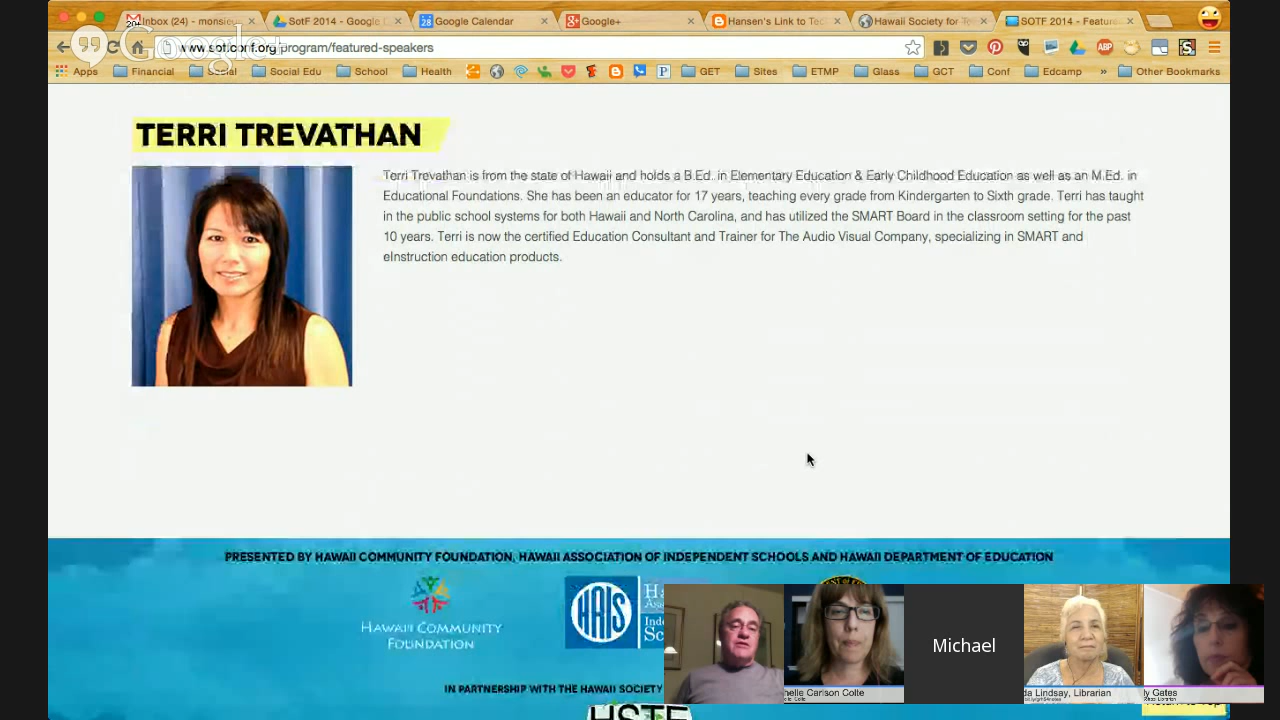 Inbox (24) - monsieu
SotF 2014 - Google
Google Calendar
Google+
Hansen's Link to Tec
Hawaii Society for Te
SOTF 2014 - Featur
Google+
www.sotfconf.org/program/featured-speakers
Apps
Financial
Social
Social Edu
School
Health
GET
Sites
ETMP
Glass
GCT
Conf
Edcamp
»
Other Bookmarks
TERRI TREVATHAN
Terri Trevathan is from the state of Hawaii and holds a B.Ed. in Elementary Education & Early Childhood Education as well as an M.Ed. in
Educational Foundations. She has been an educator for 17 years, teaching every grade from Kindergarten to Sixth grade. Terri has taught
in the public school systems for both Hawaii and North Carolina, and has utilized the SMART Board in the classroom setting for the past
10 years. Terri is now the certified Education Consultant and Trainer for The Audio Visual Company, specializing in SMART and
eInstruction education products.
PRESENTED BY HAWAII COMMUNITY FOUNDATION, HAWAII ASSOCIATION OF INDEPENDENT SCHOOLS AND HAWAII DEPARTMENT OF EDUCATION
HAWAII COMMUNITY
FOUNDATION
HAIS
Michael
helle Carlson Colte
da Lindsay, Librarian
ly Gates
IN PARTNERSHIP WITH THE HAWAII SOCIETY
HSTE